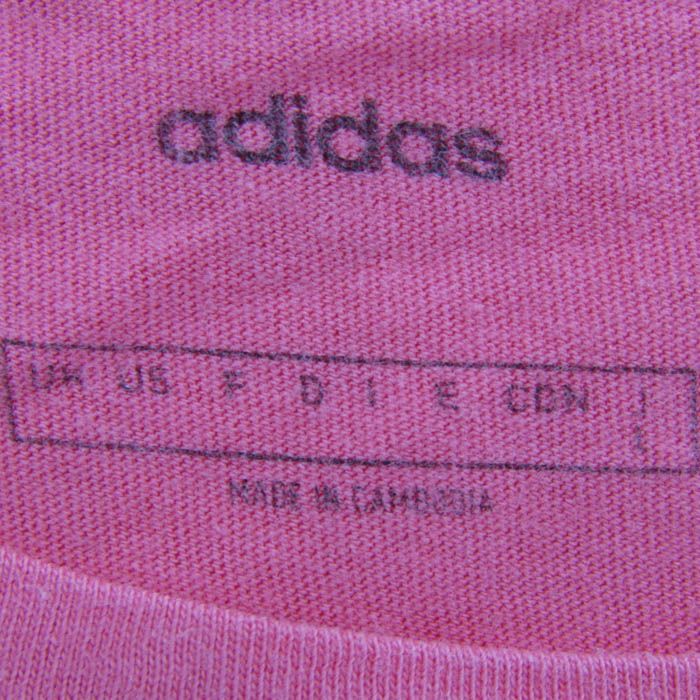 adidas
UK US F D I E CDN J
MADE IN CAMBODIA